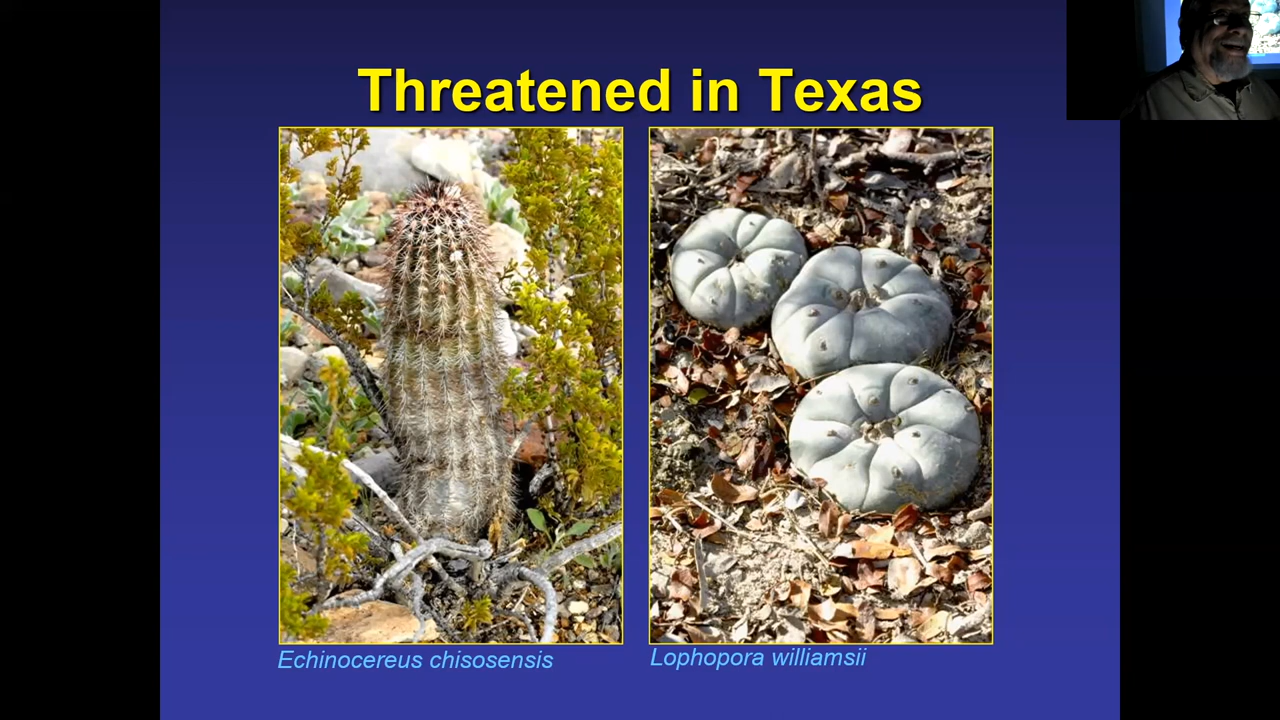 Threatened in Texas
Echinocereus chisosensis
Lophopora williamsii